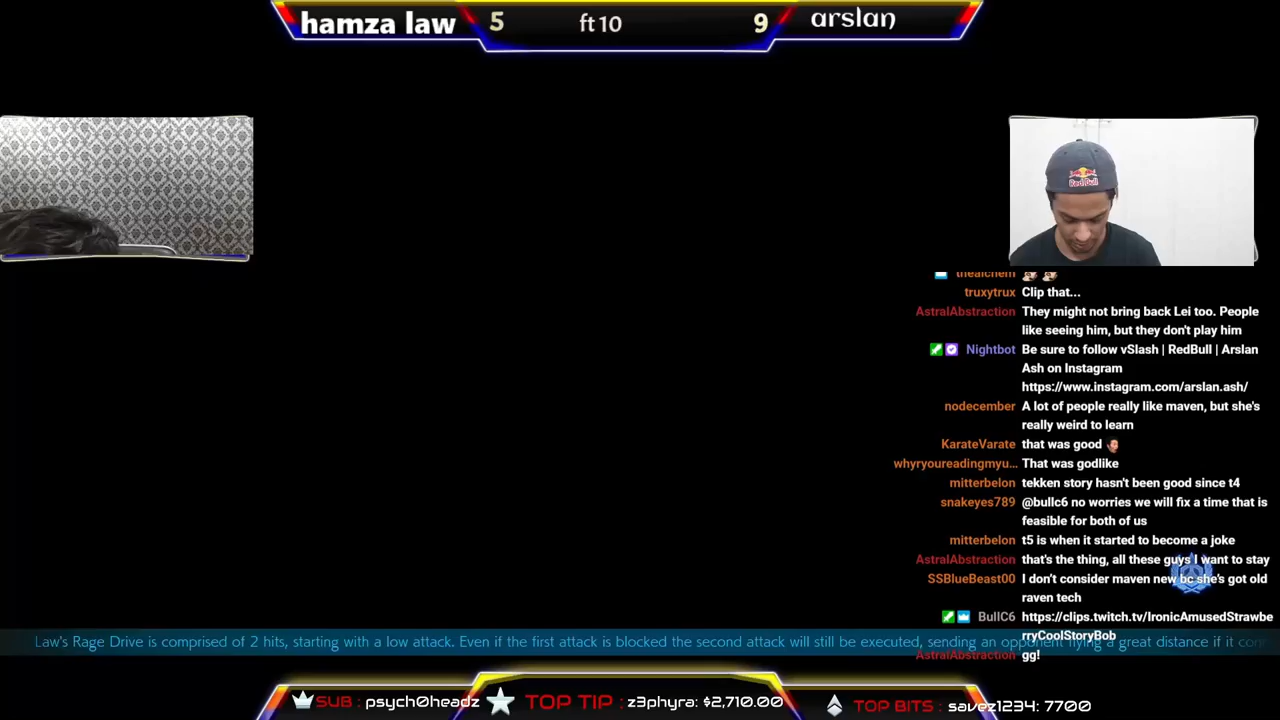 hamza law 5 ft 10 9 arslan
Red Bull
thealchem
truxytrux Clip that...
AstralAbstraction They might not bring back Lei too. People
like seeing him, but they don't play him
Nightbot Be sure to follow vSlash | RedBull | Arslan
Ash on Instagram
https://www.instagram.com/arslan.ash/
nodecember A lot of people really like maven, but she's
really weird to learn
KarateVarate that was good
whyryoureadingmyu... That was godlike
mitterbelon tekken story hasn't been good since t4
snakeyes789 @bullc6 no worries we will fix a time that is
feasible for both of us
mitterbelon t5 is when it started to become a joke
AstralAbstraction that's the thing, all these guys I want to stay
SSBlueBeast00 I don't consider maven new bc she's got old
raven tech
BullC6 https://clips.twitch.tv/IronicAmusedStrawbe
rryCoolStoryBob
Law's Rage Drive is comprised of 2 hits, starting with a low attack. Even if the first attack is blocked the second attack will still be executed, sending an opponent flying a great distance if it
AstralAbstraction gg!
SUB : psych0headz TOP TIP : z3phyra: $2,710.00 TOP BITS : savez1234: 7700